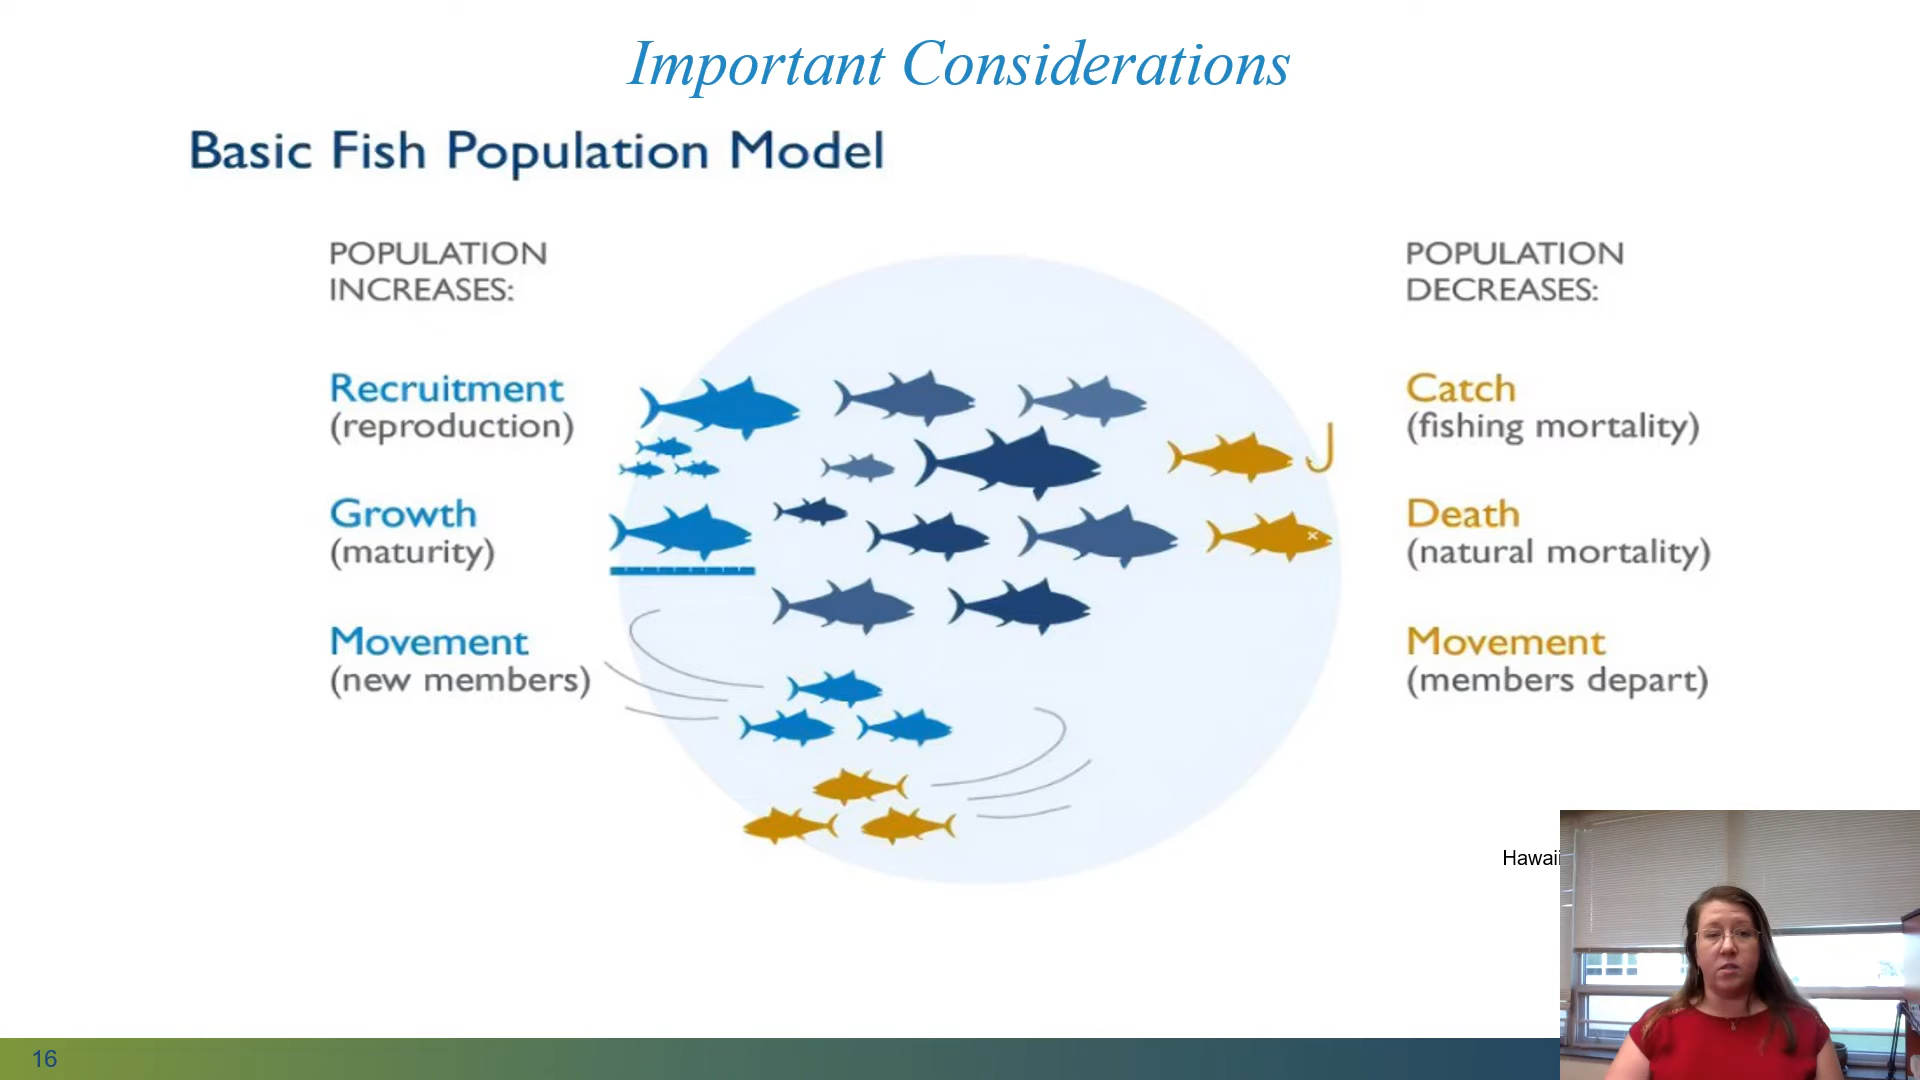 Important Considerations
Basic Fish Population Model
POPULATION
INCREASES:
Recruitment
(reproduction)
Growth
(maturity)
Movement
(new members)
POPULATION
DECREASES:
Catch
(fishing mortality)
Death
(natural mortality)
Movement
(members depart)
Hawaii
16